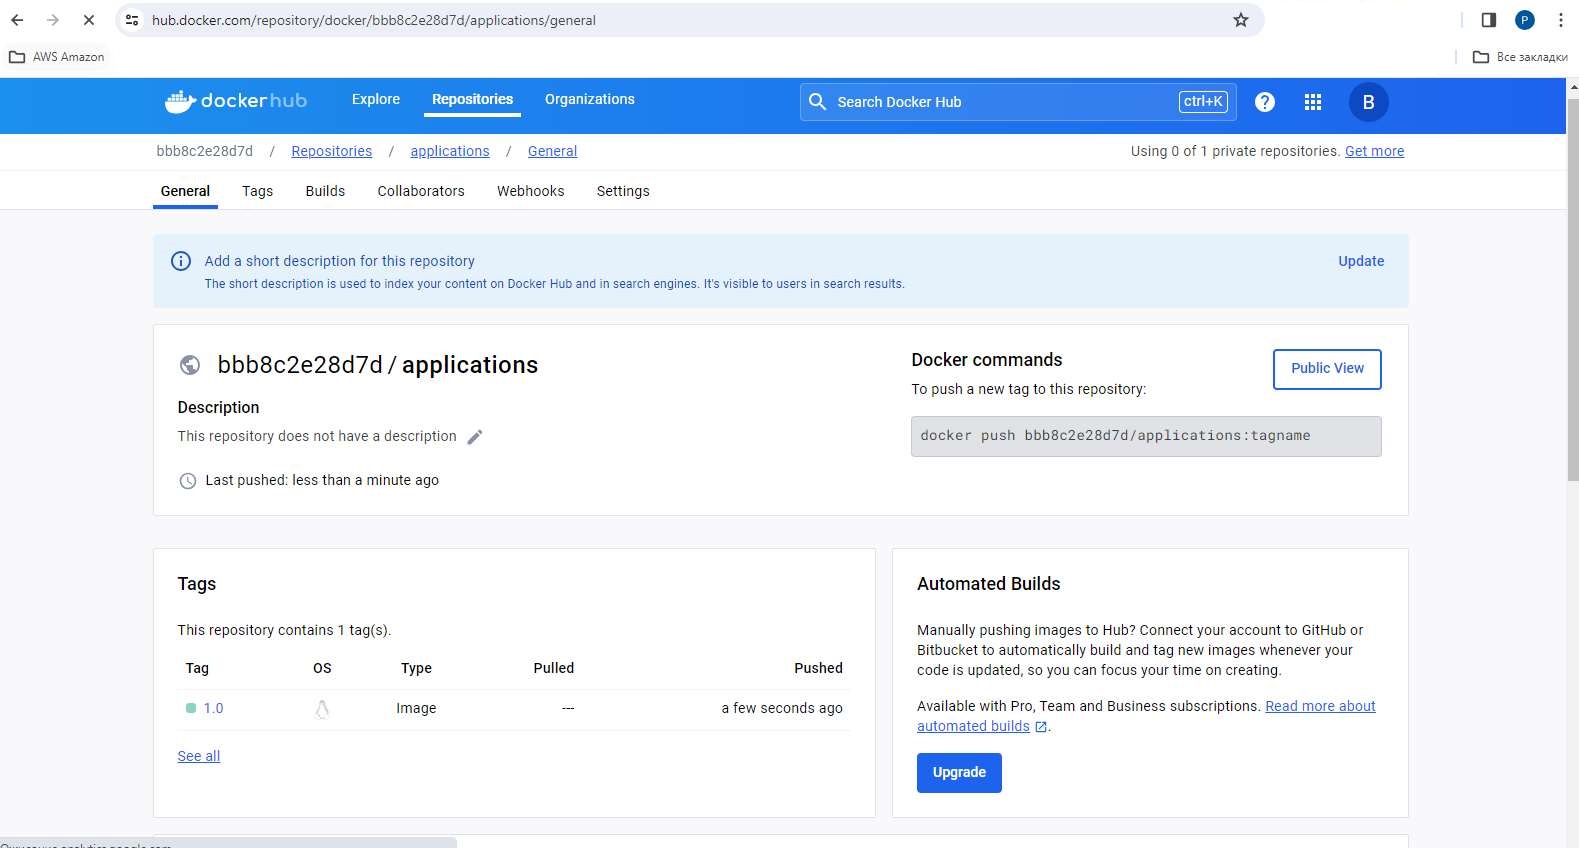 hub.docker.com/repository/docker/bbb8c2e28d7d/applications/general
P
AWS Amazon
Все закладки
dockerhub
Explore
Repositories
Organizations
Search Docker Hub
ctrl+K
?
B
bbb8c2e28d7d / Repositories / applications / General
Using 0 of 1 private repositories. Get more
General
Tags
Builds
Collaborators
Webhooks
Settings
Add a short description for this repository
Update
The short description is used to index your content on Docker Hub and in search engines. It's visible to users in search results.
bbb8c2e28d7d / applications
Description
This repository does not have a description
Last pushed: less than a minute ago
Docker commands
Public View
To push a new tag to this repository:
docker push bbb8c2e28d7d/applications:tagname
Tags
This repository contains 1 tag(s).
Tag OS Type Pulled Pushed
1.0 Image --- a few seconds ago
See all
Automated Builds
Manually pushing images to Hub? Connect your account to GitHub or
Bitbucket to automatically build and tag new images whenever your
code is updated, so you can focus your time on creating.
Available with Pro, Team and Business subscriptions. Read more about
automated builds.
Upgrade